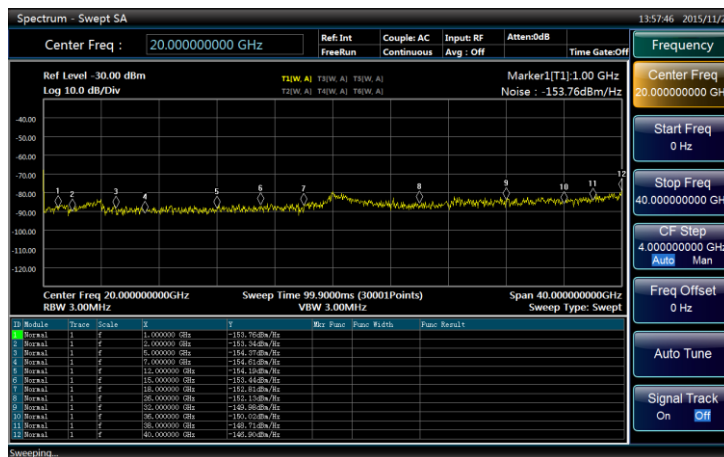 Spectrum - Swept SA 13:57:46 2015/11/2
Center Freq : 20.000000000 GHz Ref: Int Couple: AC Input: RF Atten:0dB
FreeRun Continuous Avg : Off Time Gate:Off
Frequency
Ref Level -30.00 dBm T1[W, A] T3[W, A] T5[W, A] Marker1[T1]:1.00 GHz
Log 10.0 dB/Div T2[W, A] T4[W, A] T6[W, A] Noise : -153.76dBm/Hz
-40.00
-50.00
-60.00
-70.00
-80.00
-90.00
-100.00
-110.00
-120.00
1 2 3 4 5 6 7 8 9 10 11 12
Center Freq 20.000000000GHz Sweep Time 99.9000ms (30001Points) Span 40.000000000GHz
RBW 3.00MHz VBW 3.00MHz Sweep Type: Swept
ID Module Trace Scale X Y Mkr Func Func Width Func Result
1 Normal 1 f 1.000000 GHz -153.76dBm/Hz
2 Normal 1 f 2.000000 GHz -153.34dBm/Hz
3 Normal 1 f 5.000000 GHz -154.37dBm/Hz
4 Normal 1 f 7.000000 GHz -154.61dBm/Hz
5 Normal 1 f 12.000000 GHz -154.19dBm/Hz
6 Normal 1 f 15.000000 GHz -153.44dBm/Hz
7 Normal 1 f 18.000000 GHz -152.81dBm/Hz
8 Normal 1 f 26.000000 GHz -152.13dBm/Hz
9 Normal 1 f 32.000000 GHz -149.98dBm/Hz
10 Normal 1 f 36.000000 GHz -150.02dBm/Hz
11 Normal 1 f 38.000000 GHz -148.71dBm/Hz
12 Normal 1 f 40.000000 GHz -146.90dBm/Hz
Center Freq
20.000000000 GH
Start Freq
0 Hz
Stop Freq
40.000000000 GH
CF Step
4.000000000 GHz
Auto Man
Freq Offset
0 Hz
Auto Tune
Signal Track
On Off
Sweeping...